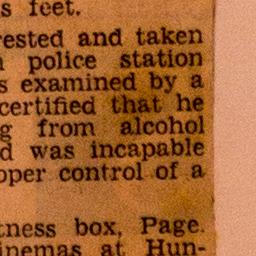 s feet.
rested and taken
police station
s examined by a
certified that he
g from alcohol
d was incapable
oper control of a
tness box, Page.
inemas at Hun-